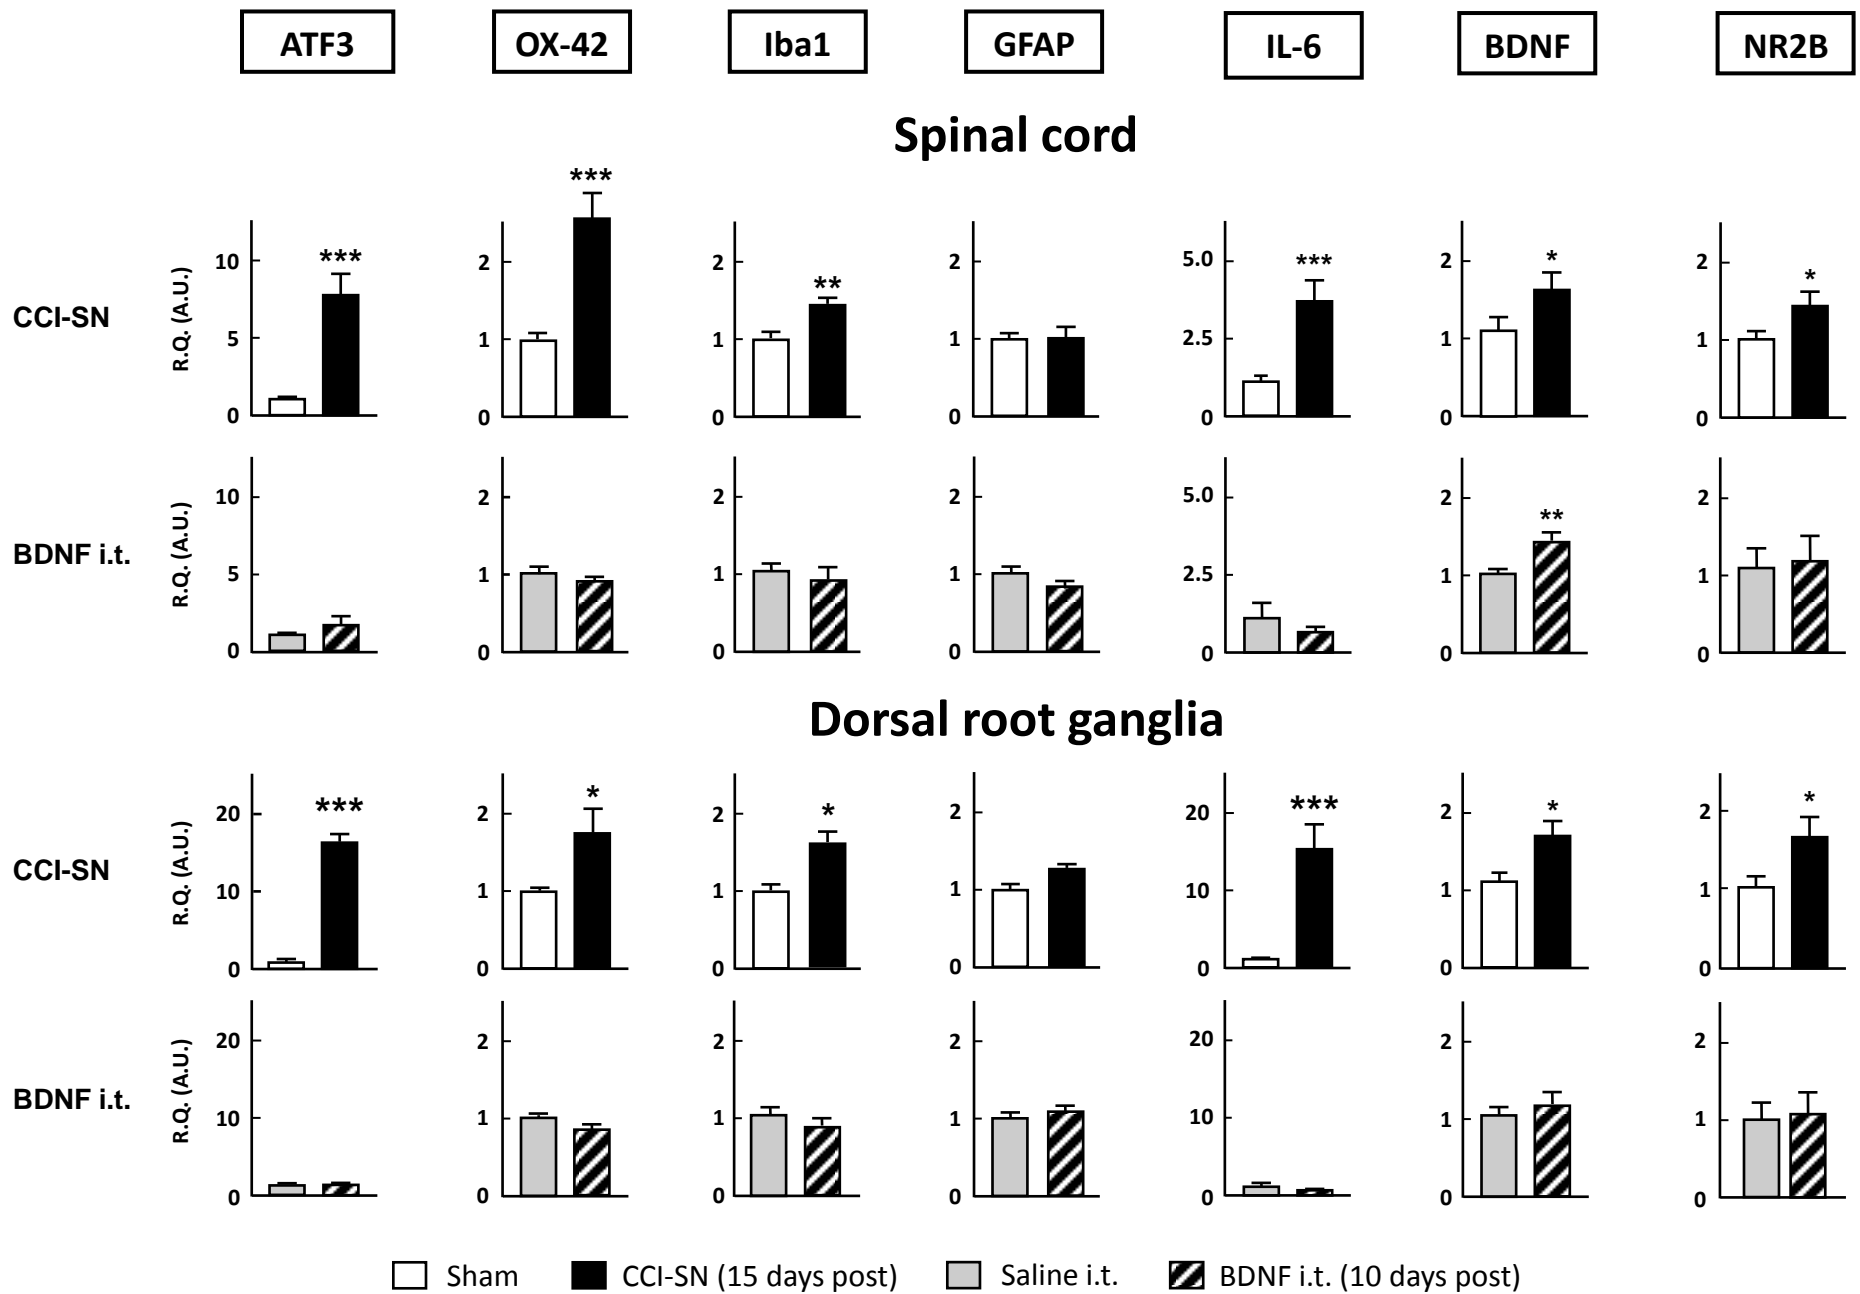 ATF3 OX-42 Iba1 GFAP IL-6 BDNF NR2B
Spinal cord
CCI-SN
R.Q. (A.U.)
10 5 0 ***
2 1 0 ***
2 1 0 **
2 1 0
5.0 2.5 0 ***
2 1 0 *
2 1 0 *
BDNF i.t.
R.Q. (A.U.)
10 5 0
2 1 0
2 1 0
2 1 0
5.0 2.5 0
2 1 0 **
2 1 0
Dorsal root ganglia
CCI-SN
R.Q. (A.U.)
20 10 0 ***
2 1 0 *
2 1 0 *
2 1 0
20 10 0 ***
2 1 0 *
2 1 0 *
BDNF i.t.
R.Q. (A.U.)
20 10 0
2 1 0
2 1 0
2 1 0
20 10 0
2 1 0
2 1 0
Sham CCI-SN (15 days post) Saline i.t. BDNF i.t. (10 days post)